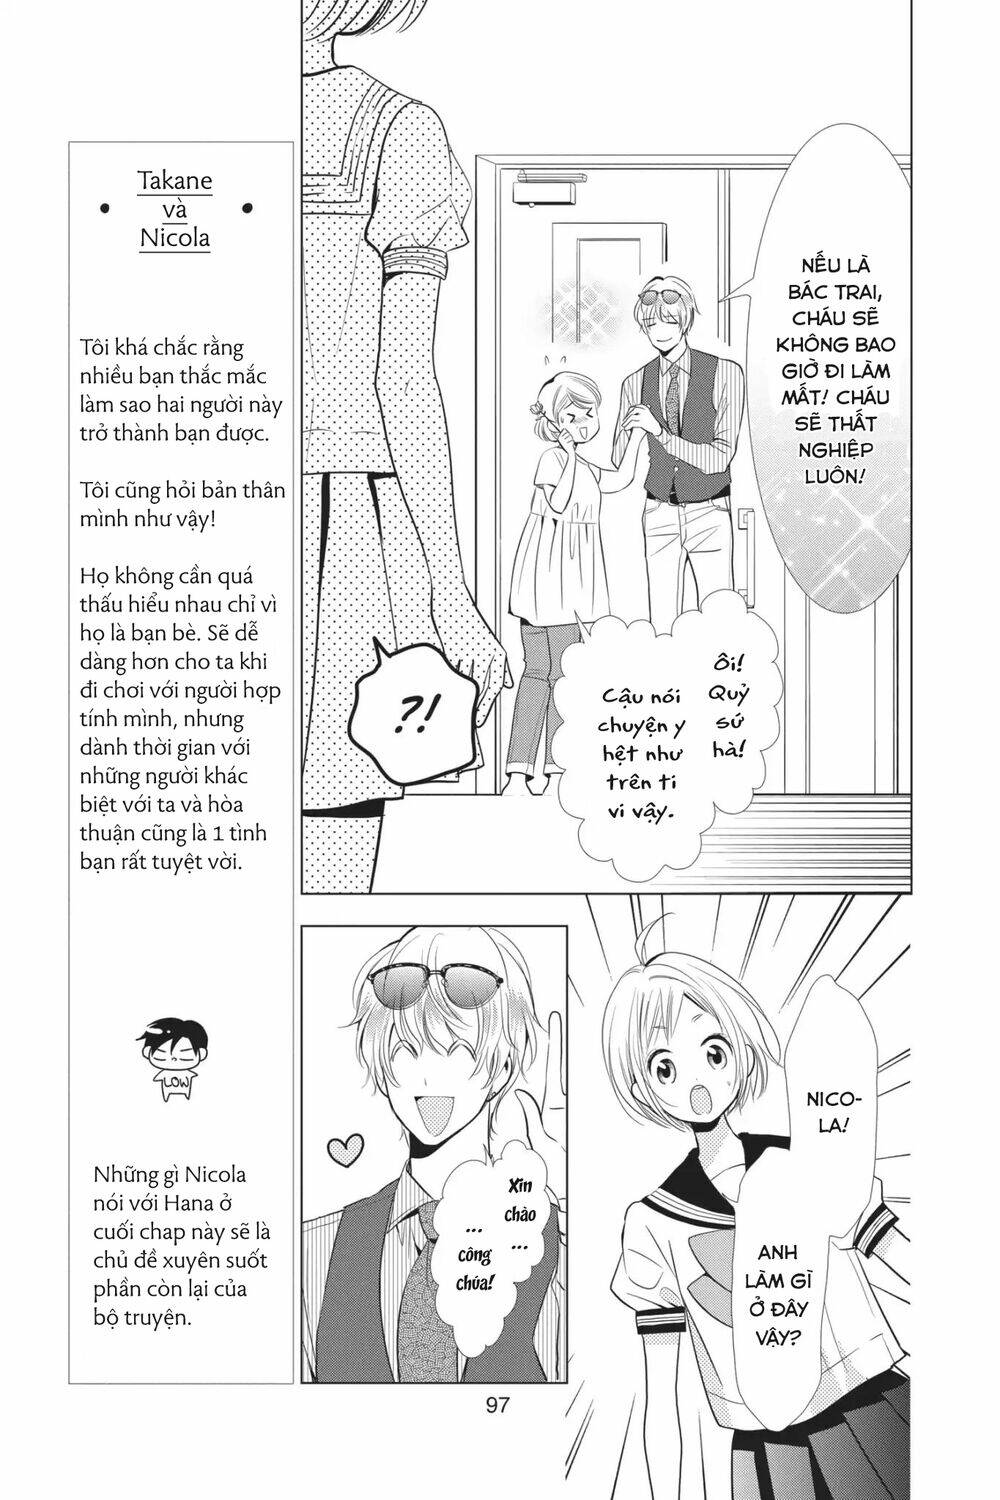 Takane
và
Nicola
Tôi khá chắc rằng
nhiều bạn thắc mắc
làm sao hai người này
trở thành bạn được.
Tôi cũng hỏi bản thân
mình như vậy!
Họ không cần quá
thấu hiểu nhau chỉ vì
họ là bạn bè. Sẽ dễ
dàng hơn cho ta khi
đi chơi với người hợp
tính mình, nhưng
dành thời gian với
những người khác
biệt với ta và hòa
thuận cũng là 1 tình
bạn rất tuyệt vời.
LOW
Những gì Nicola
nói với Hana ở
cuối chap này sẽ là
chủ đề xuyên suốt
phần còn lại của
bộ truyện.
NẾU LÀ
BÁC TRAI,
CHÁU SẼ
KHÔNG BAO
GIỜ ĐI LÀM
MẤT! CHÁU
SẼ THẤT
NGHIỆP
LUÔN!
Ôi!
Quỷ
sứ
hà!
Cậu nói
chuyện y
hệt như
trên ti
vi vậy.
?!
NICO-
LA!
ANH
LÀM GÌ
Ở ĐÂY
VẬY?
Xin
chào
...
...
công
chúa!
97